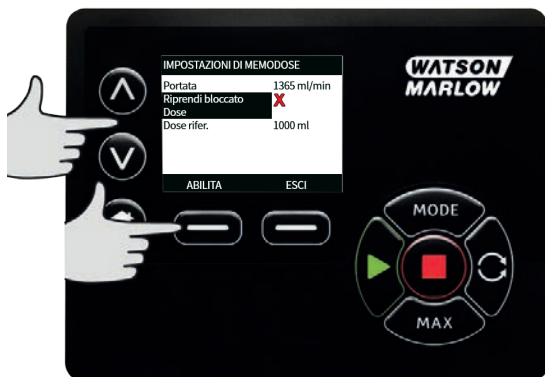 IMPOSTAZIONI DI MEMODOSE
Portata 1365 ml/min
Riprendi bloccato X
Dose
Dose rifer. 1000 ml
ABILITA ESCI
WATSON
MARLOW
MODE
MAX